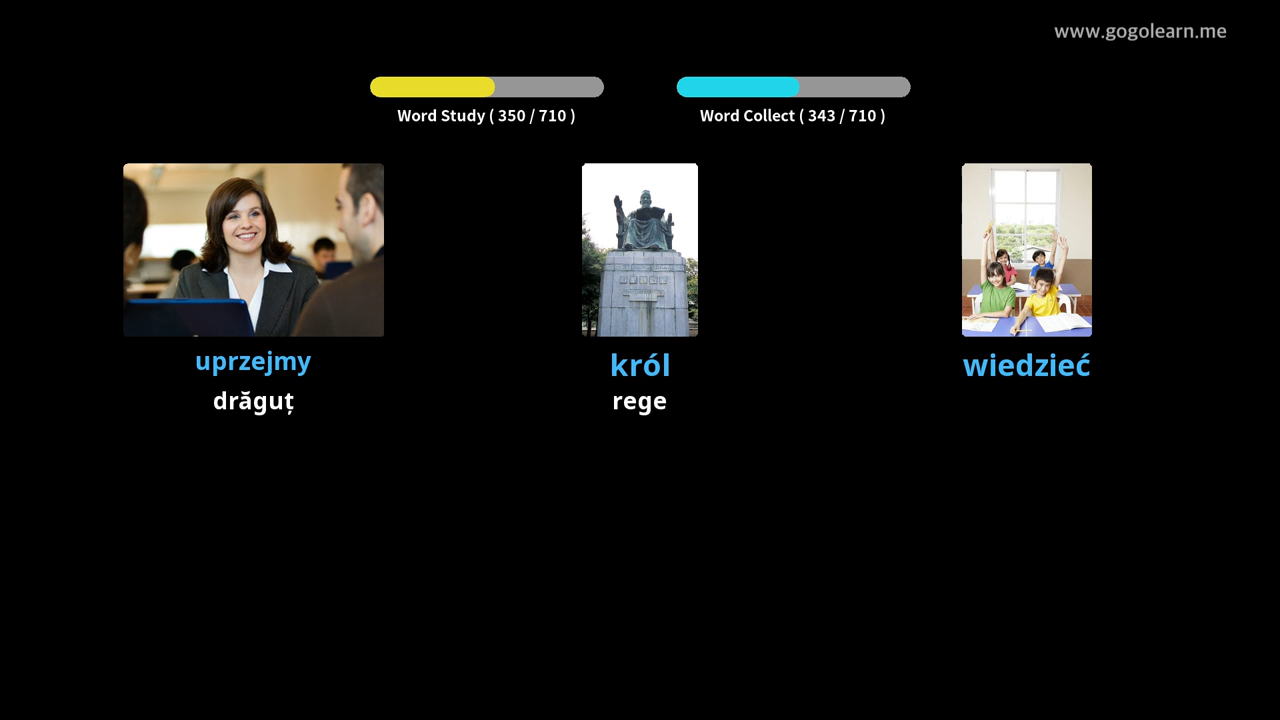 www.gogolearn.me
Word Study ( 350 / 710 )
Word Collect ( 343 / 710 )
uprzejmy
drăguț
król
rege
wiedzieć